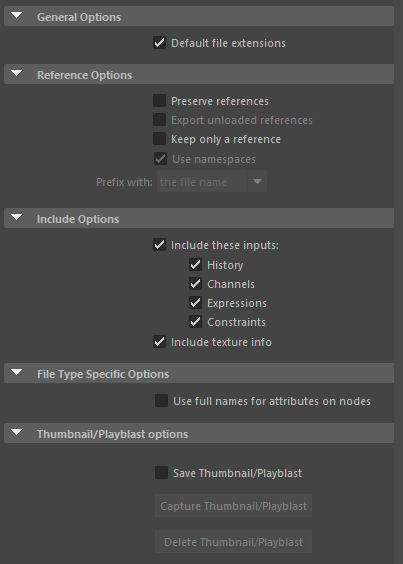 General Options
Default file extensions
Reference Options
Preserve references
Export unloaded references
Keep only a reference
Use namespaces
Prefix with: the file name
Include Options
Include these inputs:
History
Channels
Expressions
Constraints
Include texture info
File Type Specific Options
Use full names for attributes on nodes
Thumbnail/Playblast options
Save Thumbnail/Playblast
Capture Thumbnail/Playblast
Delete Thumbnail/Playblast